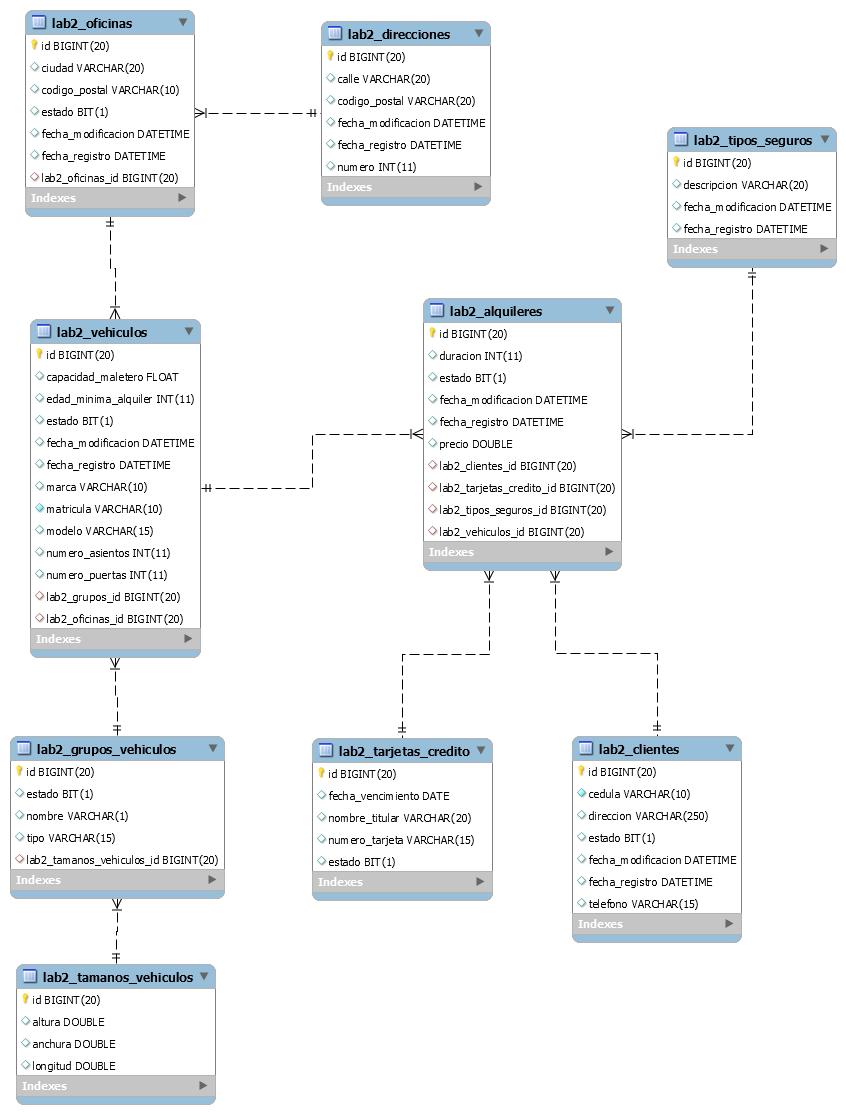 lab2_oficinas
id BIGINT(20)
ciudad VARCHAR(20)
codigo_postal VARCHAR(10)
estado BIT(1)
fecha_modificacion DATETIME
fecha_registro DATETIME
lab2_oficinas_id BIGINT(20)
Indexes
lab2_direcciones
id BIGINT(20)
calle VARCHAR(20)
codigo_postal VARCHAR(20)
fecha_modificacion DATETIME
fecha_registro DATETIME
numero INT(11)
Indexes
lab2_tipos_seguros
id BIGINT(20)
descripcion VARCHAR(20)
fecha_modificacion DATETIME
fecha_registro DATETIME
Indexes
lab2_vehiculos
id BIGINT(20)
capacidad_maletero FLOAT
edad_minima_alquiler INT(11)
estado BIT(1)
fecha_modificacion DATETIME
fecha_registro DATETIME
marca VARCHAR(10)
matricula VARCHAR(10)
modelo VARCHAR(15)
numero_asientos INT(11)
numero_puertas INT(11)
lab2_grupos_id BIGINT(20)
lab2_oficinas_id BIGINT(20)
Indexes
lab2_alquileres
id BIGINT(20)
duracion INT(11)
estado BIT(1)
fecha_modificacion DATETIME
fecha_registro DATETIME
precio DOUBLE
lab2_clientes_id BIGINT(20)
lab2_tarjetas_credito_id BIGINT(20)
lab2_tipos_seguros_id BIGINT(20)
lab2_vehiculos_id BIGINT(20)
Indexes
lab2_grupos_vehiculos
id BIGINT(20)
estado BIT(1)
nombre VARCHAR(1)
tipo VARCHAR(15)
lab2_tamanos_vehiculos_id BIGINT(20)
Indexes
lab2_tarjetas_credito
id BIGINT(20)
fecha_vencimiento DATE
nombre_titular VARCHAR(20)
numero_tarjeta VARCHAR(15)
estado BIT(1)
Indexes
lab2_clientes
id BIGINT(20)
cedula VARCHAR(10)
direccion VARCHAR(250)
estado BIT(1)
fecha_modificacion DATETIME
fecha_registro DATETIME
telefono VARCHAR(15)
Indexes
lab2_tamanos_vehiculos
id BIGINT(20)
altura DOUBLE
anchura DOUBLE
longitud DOUBLE
Indexes